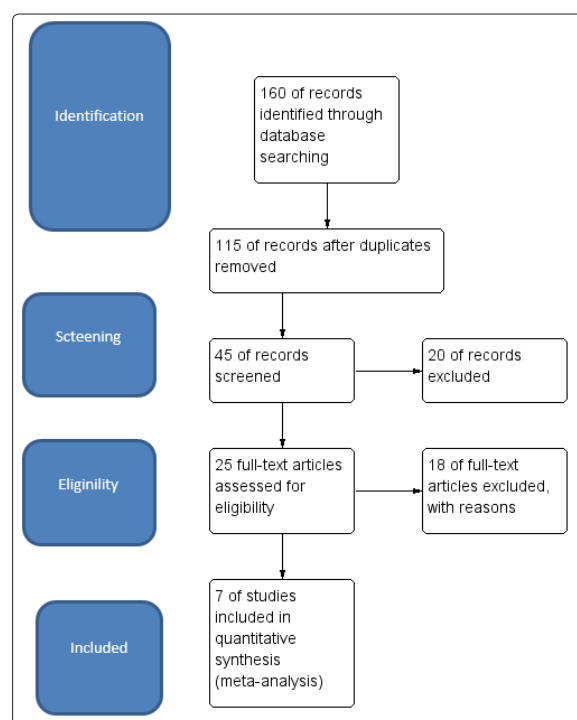 Identification
160 of records
identified through
database
searching
115 of records after duplicates
removed
Scteening
45 of records
screened
20 of records
excluded
Eliginility
25 full-text articles
assessed for
eligibility
18 of full-text
articles excluded,
with reasons
Included
7 of studies
included in
quantitative
synthesis
(meta-analysis)